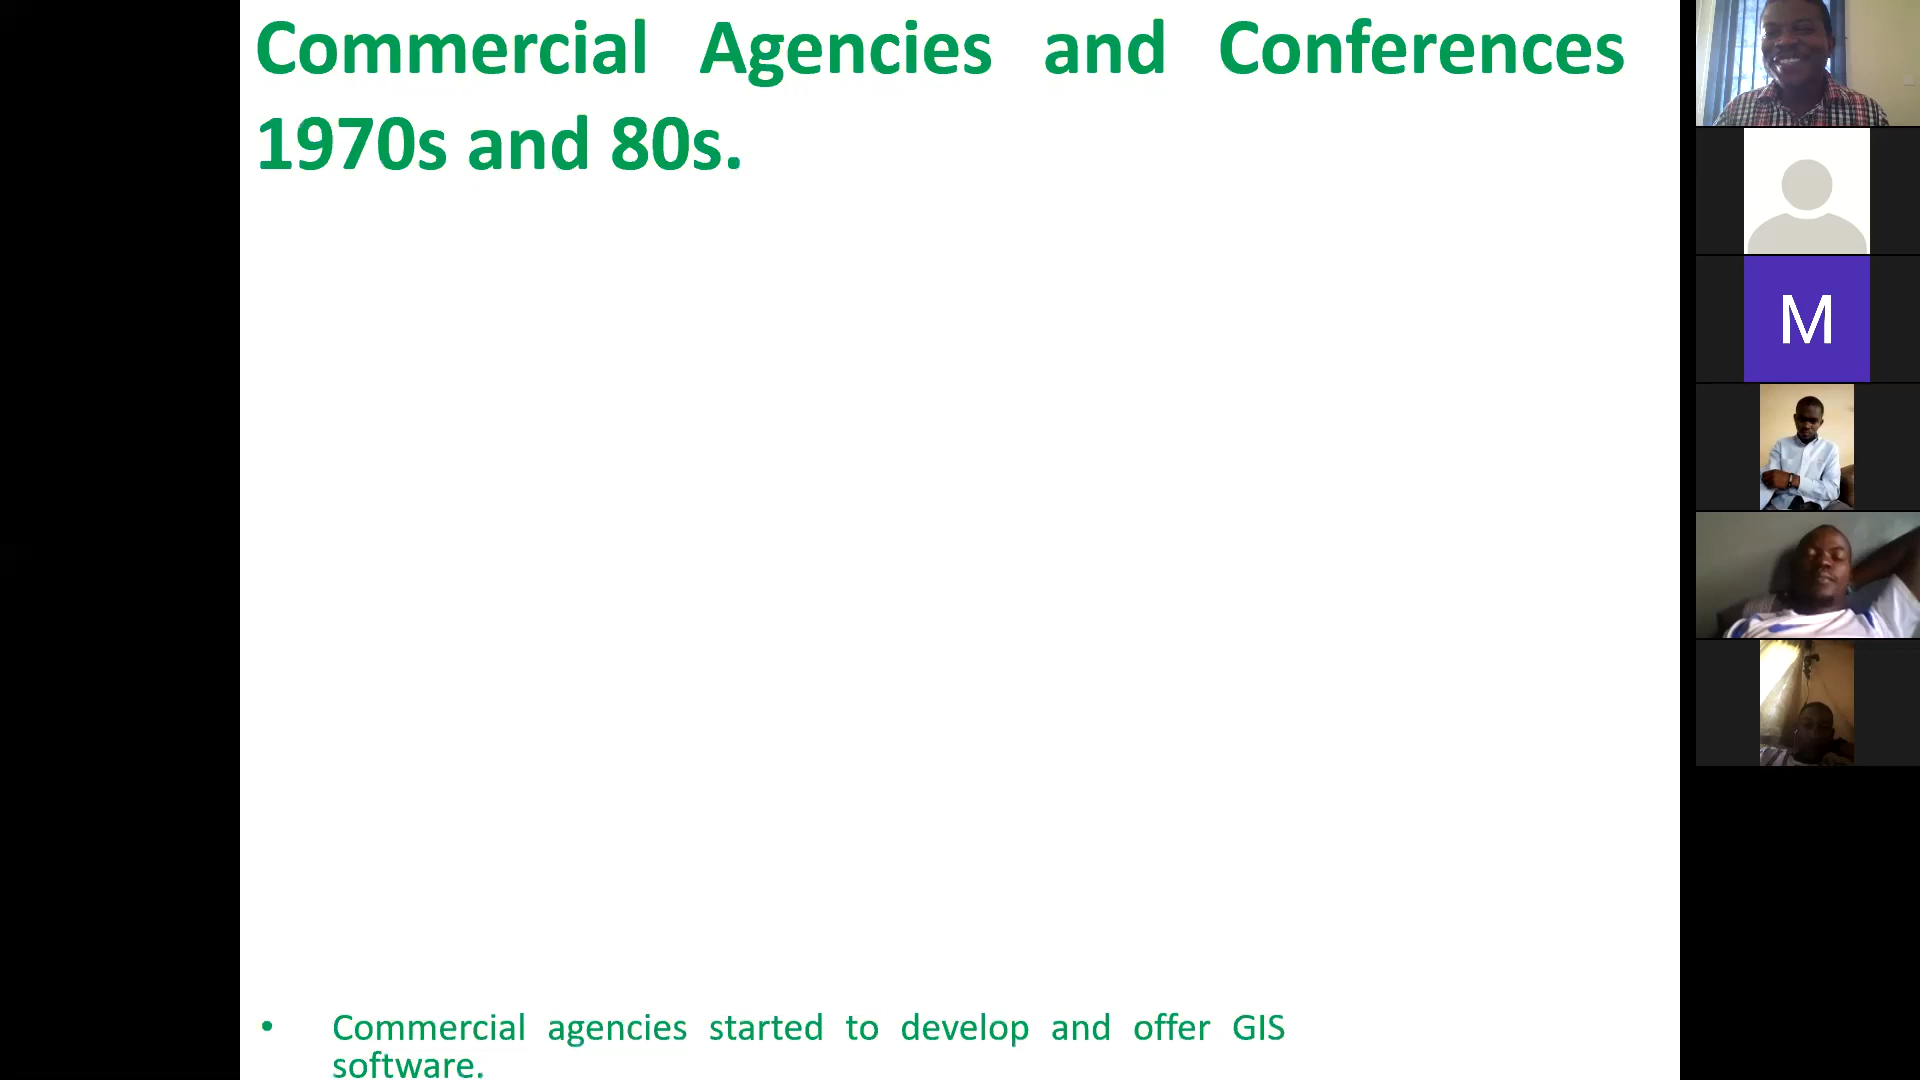 Commercial Agencies and Conferences
1970s and 80s.
M
• Commercial agencies started to develop and offer GIS
software.